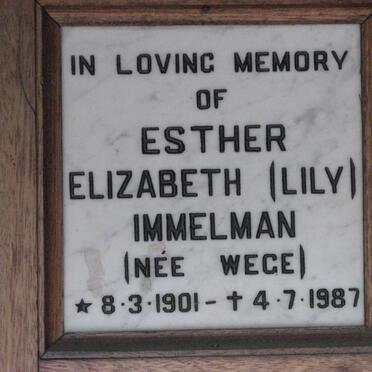 IN LOVING MEMORY
OF
ESTHER
ELIZABETH (LILY)
IMMELMAN
(NÉE WEGE)
★ 8·3·1901 – ✝ 4·7·1987